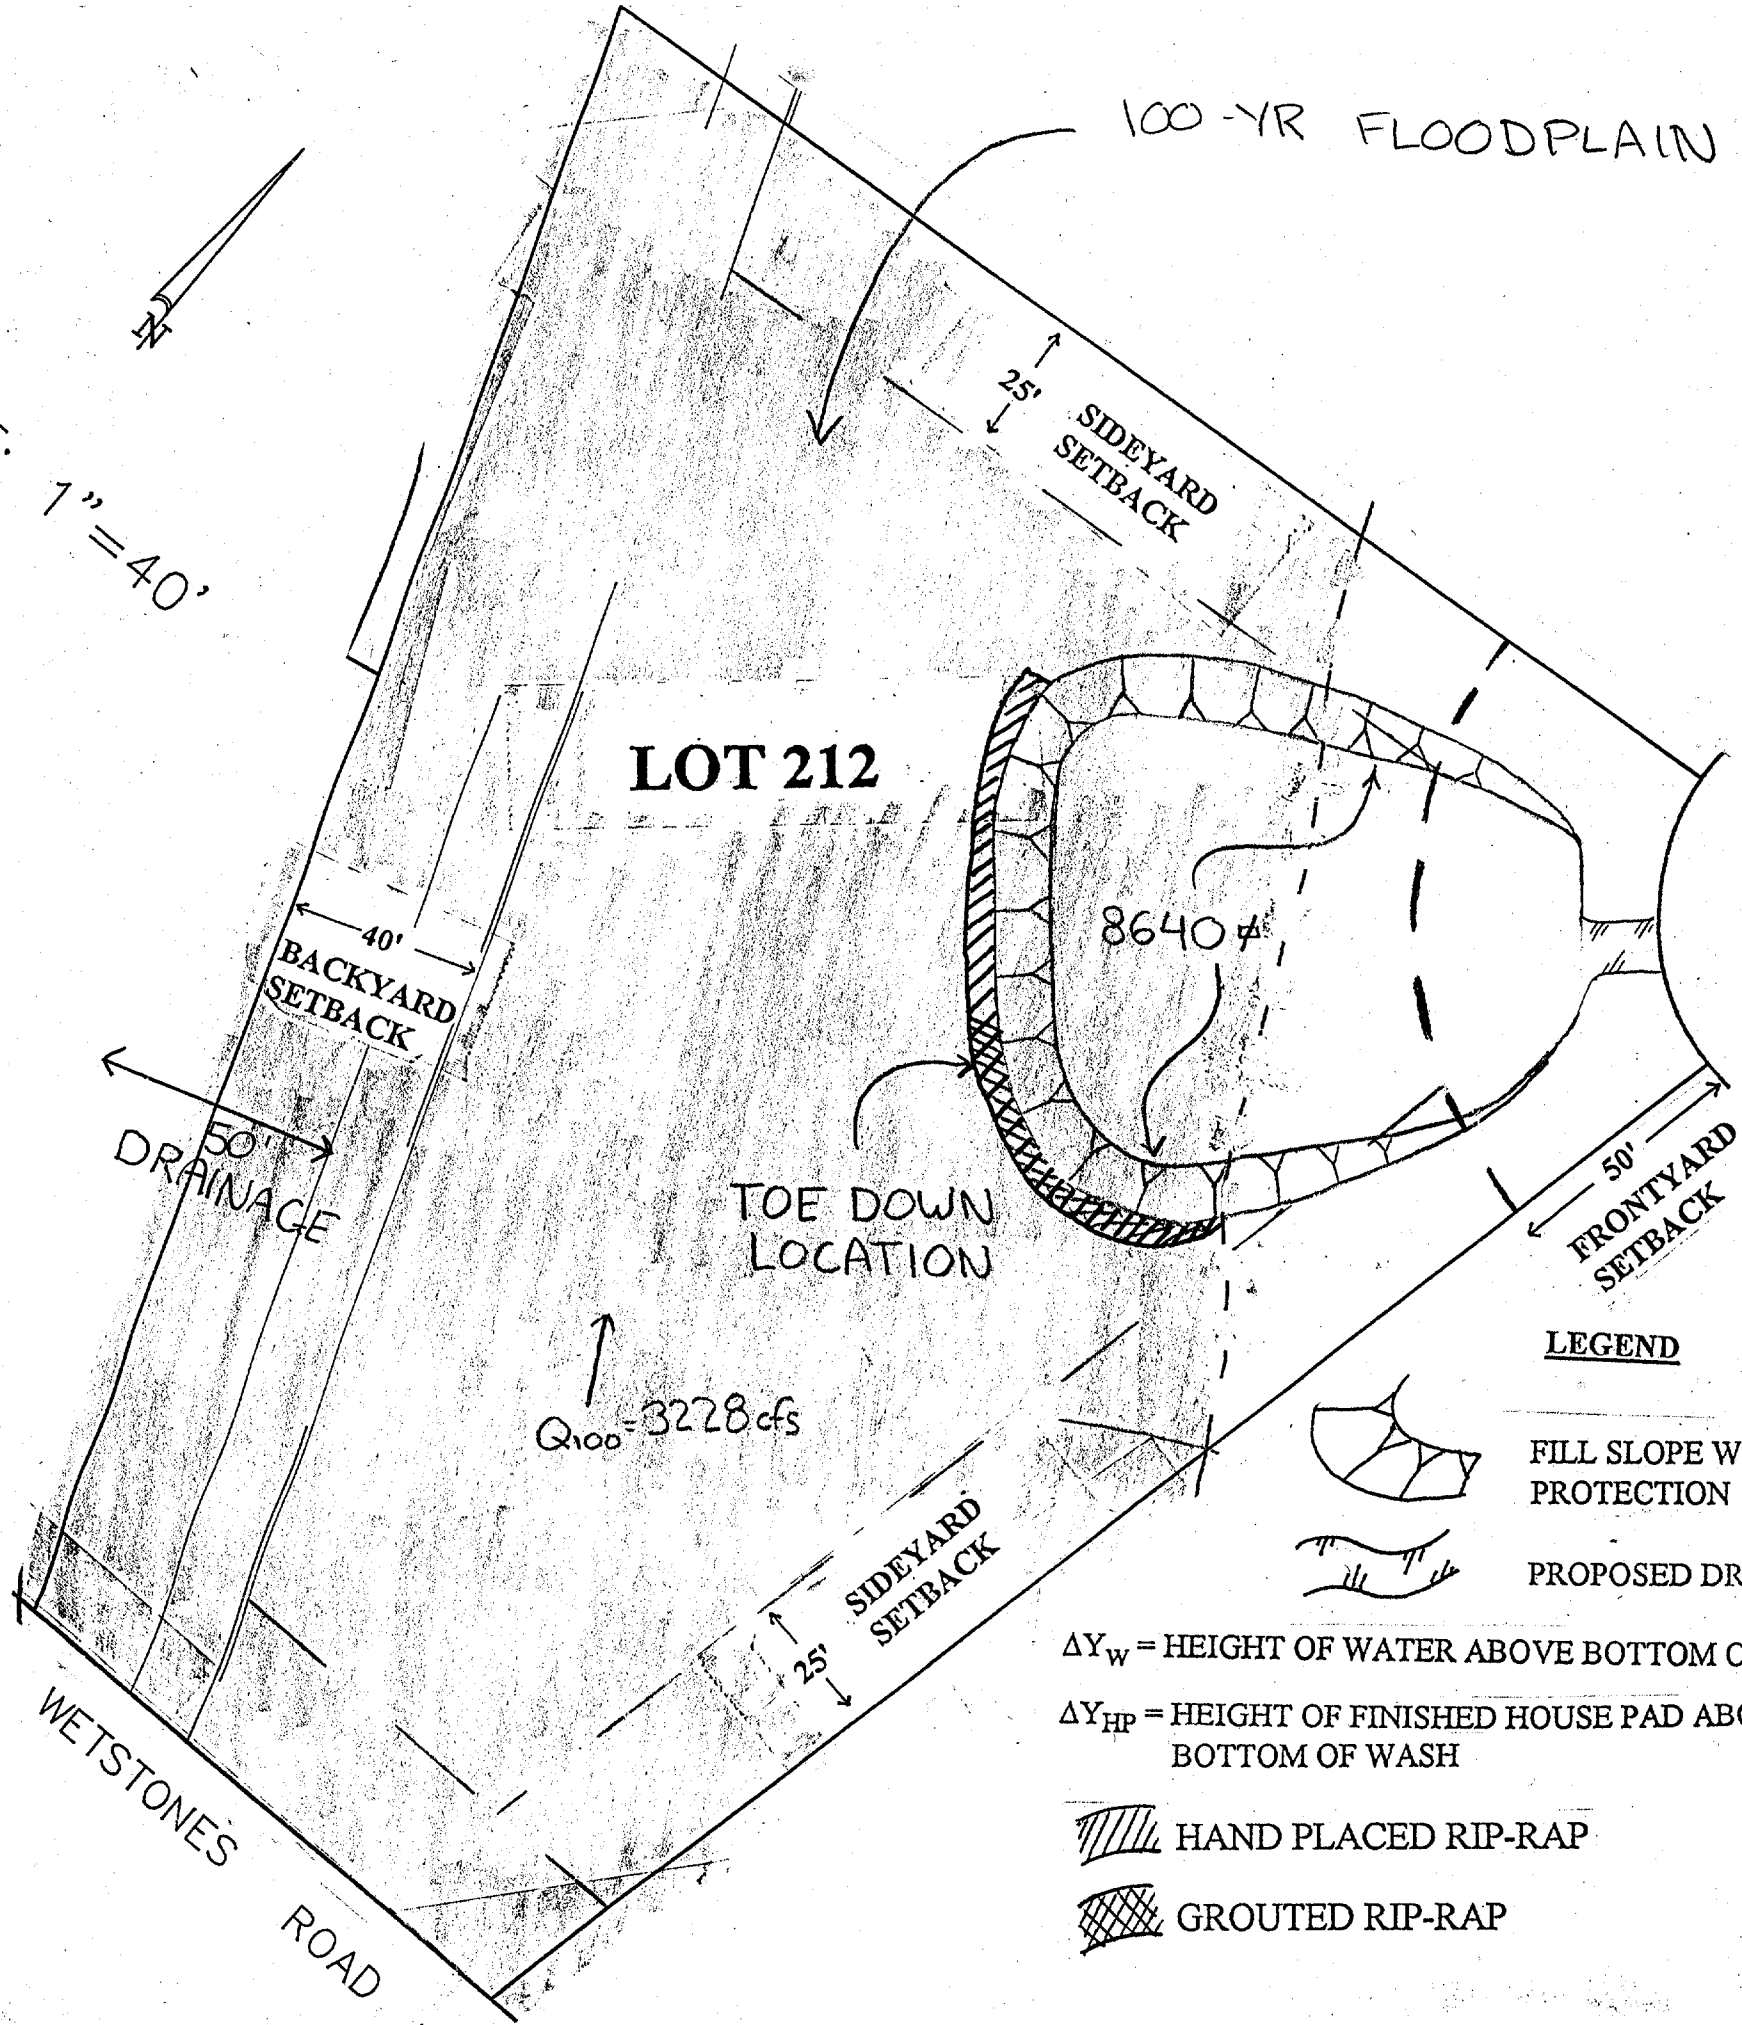 100-YR FLOODPLAIN
N
1"=40'
25'
SIDEYARD
SETBACK
LOT 212
8640
40'
BACKYARD
SETBACK
50'
DRAINAGE
TOE DOWN
LOCATION
50'
FRONTYARD
SETBACK
Q100=3228cfs
LEGEND
FILL SLOPE W
PROTECTION
PROPOSED DR
SIDEYARD
SETBACK
25'
ΔYW = HEIGHT OF WATER ABOVE BOTTOM O
ΔYHP = HEIGHT OF FINISHED HOUSE PAD ABO
BOTTOM OF WASH
HAND PLACED RIP-RAP
GROUTED RIP-RAP
WETSTONES ROAD